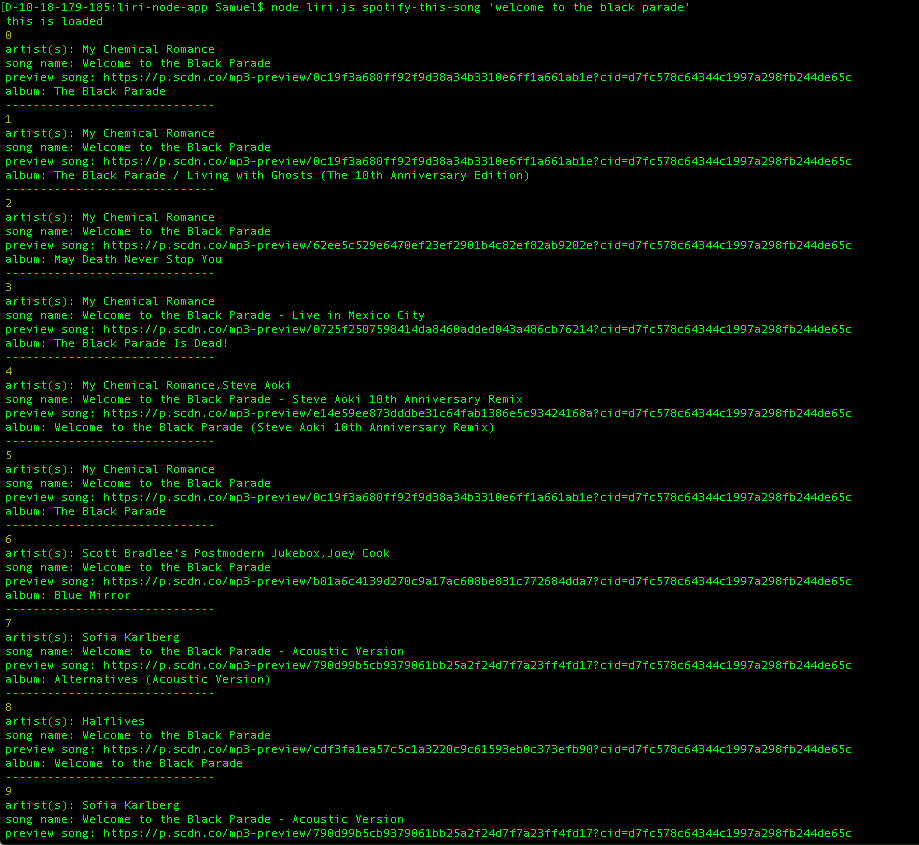 [D-10-18-179-185:liri-node-app Samuel$ node liri.js spotify-this-song 'welcome to the black parade'
this is loaded
0
artist(s): My Chemical Romance
song name: Welcome to the Black Parade
preview song: https://p.scdn.co/mp3-preview/0c19f3a680ff92f9d38a34b3310e6ff1a661ab1e?cid=d7fc578c64344c1997a298fb244de65c
album: The Black Parade
------------------------------
1
artist(s): My Chemical Romance
song name: Welcome to the Black Parade
preview song: https://p.scdn.co/mp3-preview/0c19f3a680ff92f9d38a34b3310e6ff1a661ab1e?cid=d7fc578c64344c1997a298fb244de65c
album: The Black Parade / Living with Ghosts (The 10th Anniversary Edition)
------------------------------
2
artist(s): My Chemical Romance
song name: Welcome to the Black Parade
preview song: https://p.scdn.co/mp3-preview/62ee5c529e6470ef23ef2901b4c82ef82ab9202e?cid=d7fc578c64344c1997a298fb244de65c
album: May Death Never Stop You
------------------------------
3
artist(s): My Chemical Romance
song name: Welcome to the Black Parade - Live in Mexico City
preview song: https://p.scdn.co/mp3-preview/0725f2507598414da8460added043a486cb76214?cid=d7fc578c64344c1997a298fb244de65c
album: The Black Parade Is Dead!
------------------------------
4
artist(s): My Chemical Romance,Steve Aoki
song name: Welcome to the Black Parade - Steve Aoki 10th Anniversary Remix
preview song: https://p.scdn.co/mp3-preview/e14e59ee873dddbe31c64fab1386e5c93424168a?cid=d7fc578c64344c1997a298fb244de65c
album: Welcome to the Black Parade (Steve Aoki 10th Anniversary Remix)
------------------------------
5
artist(s): My Chemical Romance
song name: Welcome to the Black Parade
preview song: https://p.scdn.co/mp3-preview/0c19f3a680ff92f9d38a34b3310e6ff1a661ab1e?cid=d7fc578c64344c1997a298fb244de65c
album: The Black Parade
------------------------------
6
artist(s): Scott Bradlee's Postmodern Jukebox,Joey Cook
song name: Welcome to the Black Parade
preview song: https://p.scdn.co/mp3-preview/b01a6c4139d270c9a17ac608be831c772684dda7?cid=d7fc578c64344c1997a298fb244de65c
album: Blue Mirror
------------------------------
7
artist(s): Sofia Karlberg
song name: Welcome to the Black Parade - Acoustic Version
preview song: https://p.scdn.co/mp3-preview/790d99b5cb9379061bb25a2f24d7f7a23ff4fd17?cid=d7fc578c64344c1997a298fb244de65c
album: Alternatives (Acoustic Version)
------------------------------
8
artist(s): Halflives
song name: Welcome to the Black Parade
preview song: https://p.scdn.co/mp3-preview/cdf3fa1ea57c5c1a3220c9c61593eb0c373efb90?cid=d7fc578c64344c1997a298fb244de65c
album: Welcome to the Black Parade
------------------------------
9
artist(s): Sofia Karlberg
song name: Welcome to the Black Parade - Acoustic Version
preview song: https://p.scdn.co/mp3-preview/790d99b5cb9379061bb25a2f24d7f7a23ff4fd17?cid=d7fc578c64344c1997a298fb244de65c